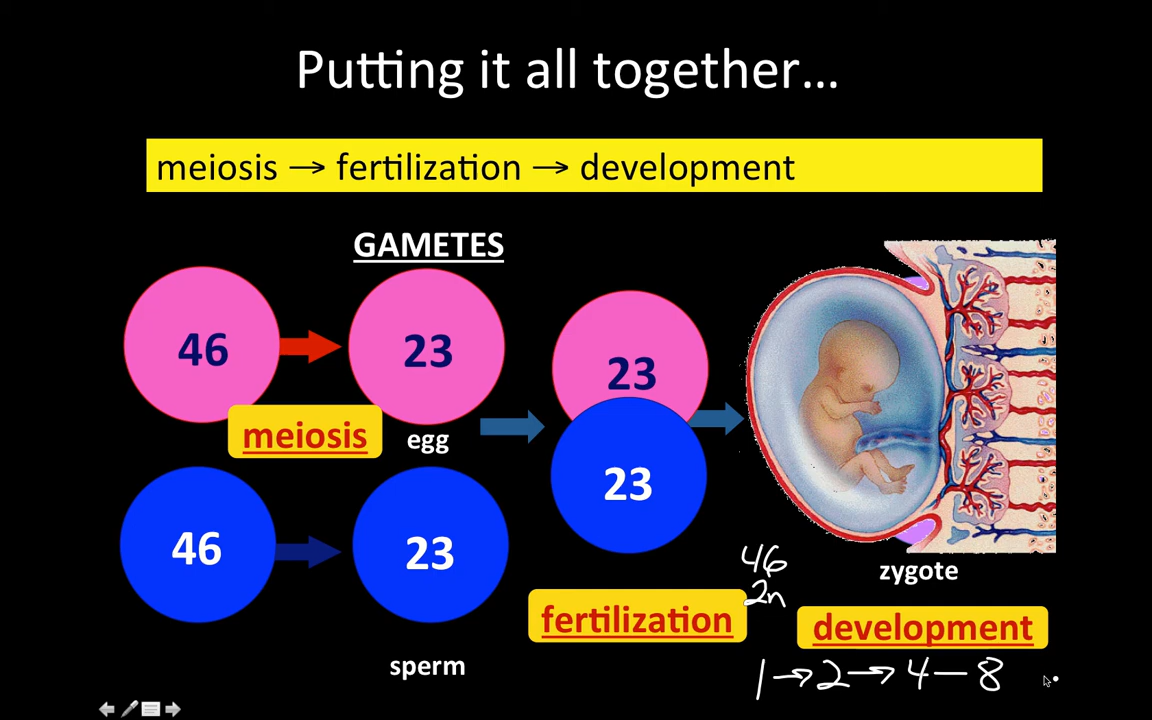 Putting it all together…
meiosis → fertilization → development
GAMETES
46
23
23
meiosis
egg
46
23
23
sperm
fertilization
46
2n
zygote
development
1 → 2 → 4 — 8